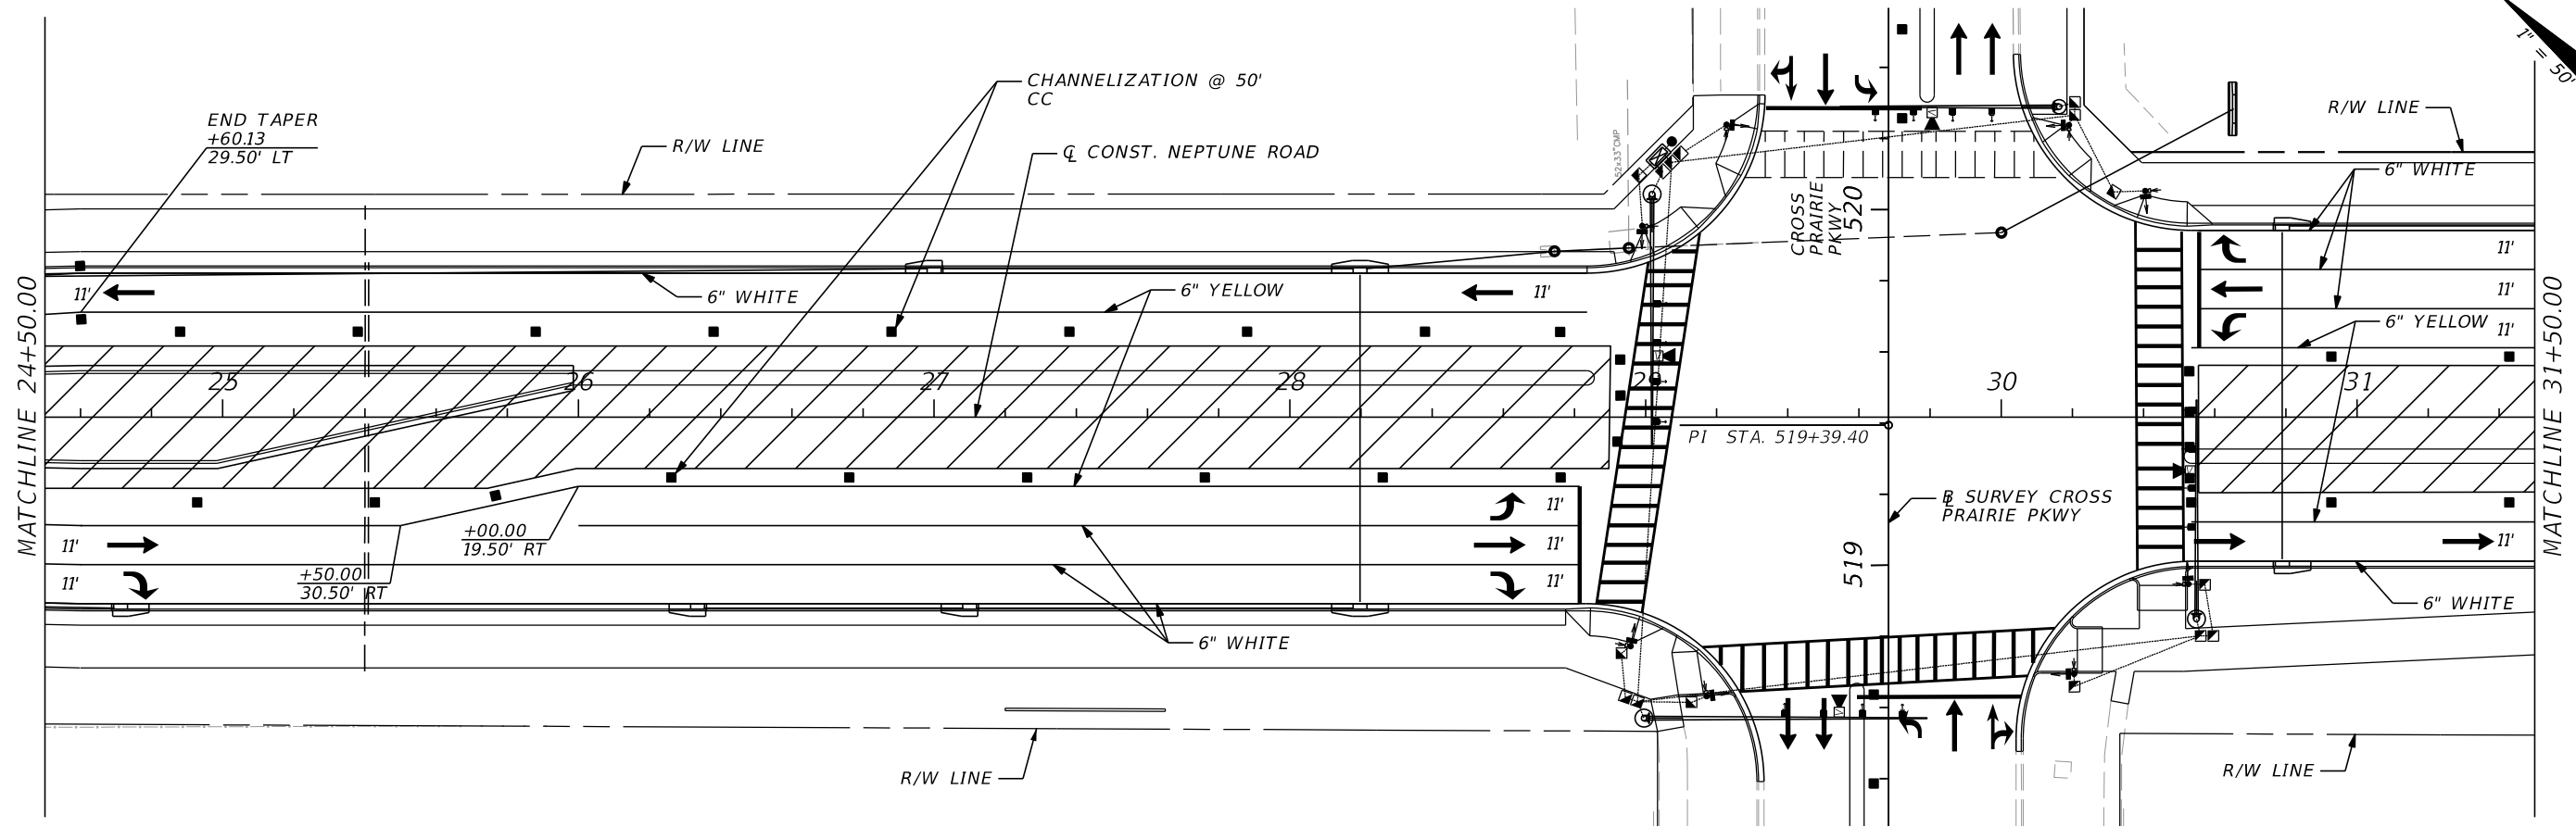 1" = 50'
CHANNELIZATION @ 50'
CC
END TAPER
+60.13
29.50' LT
R/W LINE
R/W LINE
℄ CONST. NEPTUNE ROAD
52x33"CMP
6" WHITE
CROSS
PRAIRIE
PKWY
520
11'
11'
6" WHITE
6" YELLOW
11'
11'
11'
6" YELLOW
MATCHLINE 24+50.00
MATCHLINE 31+50.00
25
26
27
28
29
30
31
PI STA. 519+39.40
11'
℄ SURVEY CROSS
PRAIRIE PKWY
+00.00
19.50' RT
11'
11'
11'
519
+50.00
30.50' RT
11'
11'
6" WHITE
6" WHITE
R/W LINE
R/W LINE